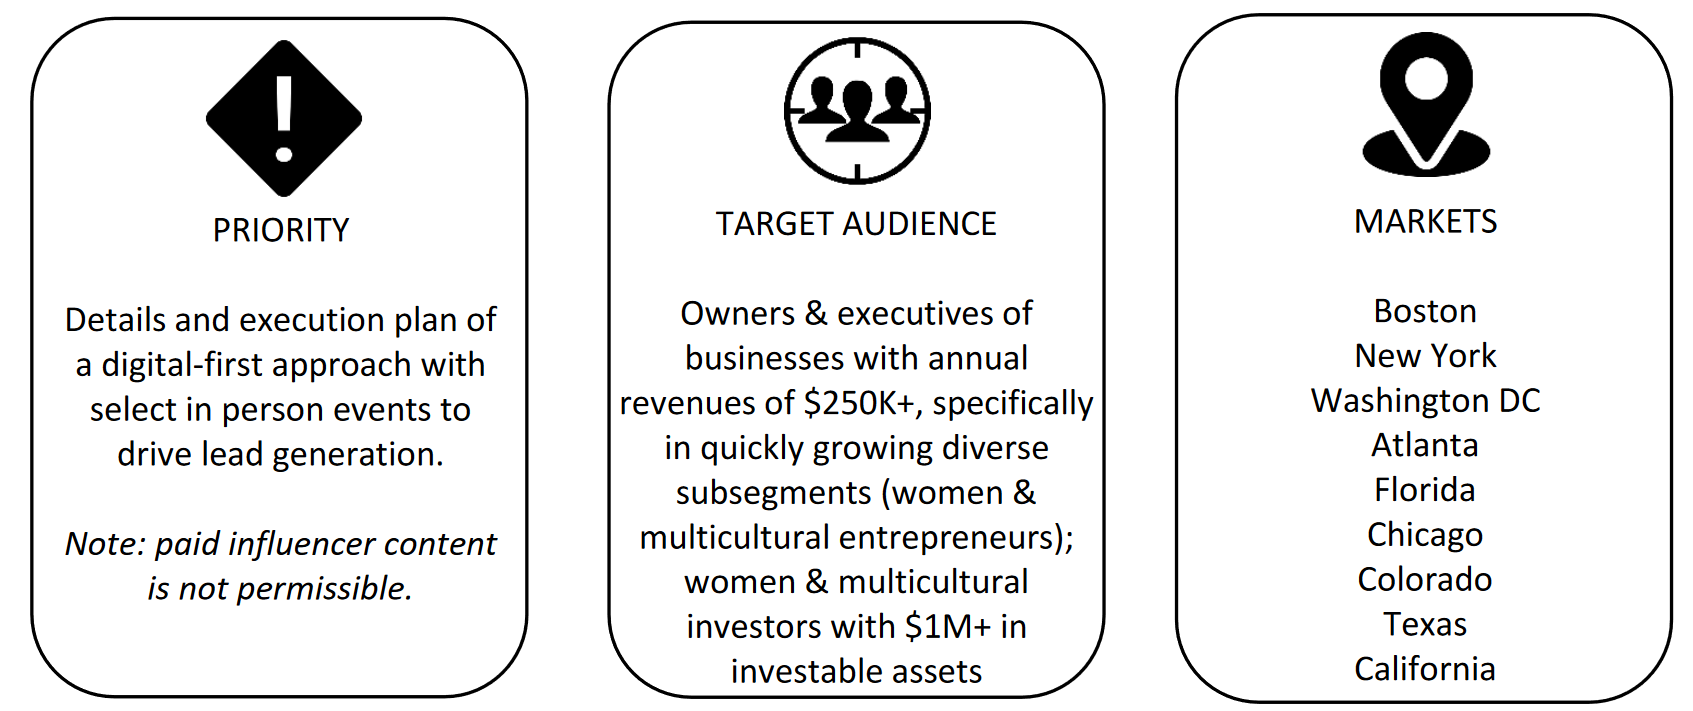 PRIORITY
Details and execution plan of
a digital-first approach with
select in person events to
drive lead generation.
Note: paid influencer content
is not permissible.
TARGET AUDIENCE
Owners & executives of
businesses with annual
revenues of $250K+, specifically
in quickly growing diverse
subsegments (women &
multicultural entrepreneurs);
women & multicultural
investors with $1M+ in
investable assets
MARKETS
Boston
New York
Washington DC
Atlanta
Florida
Chicago
Colorado
Texas
California